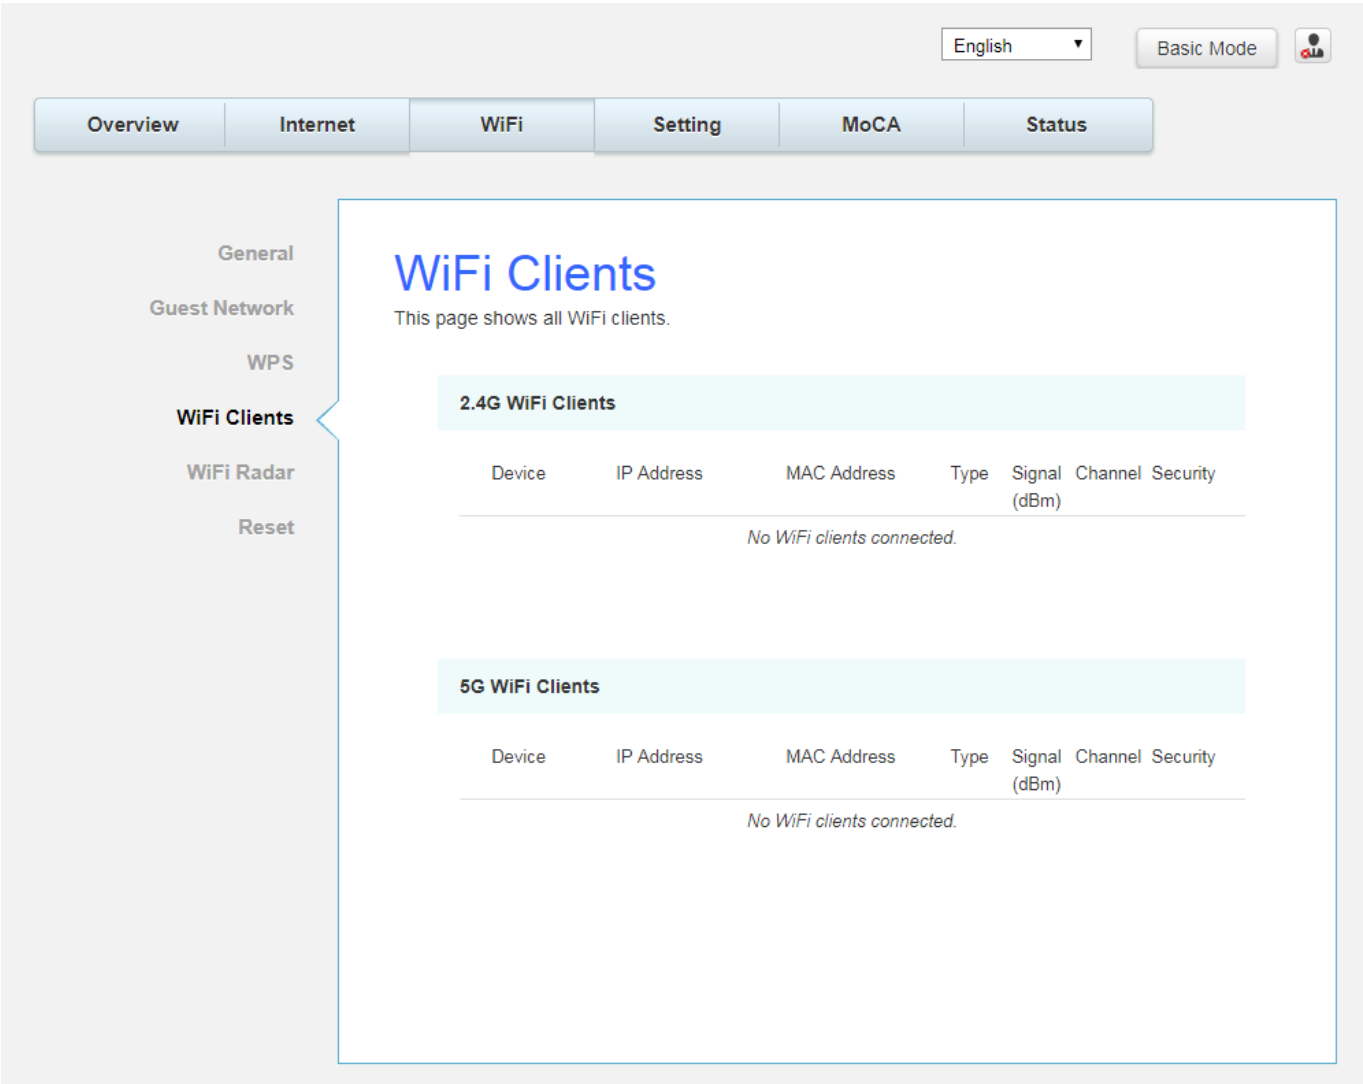 English
Basic Mode
Overview Internet WiFi Setting MoCA Status
General
Guest Network
WPS
WiFi Clients
WiFi Radar
Reset
WiFi Clients
This page shows all WiFi clients.
2.4G WiFi Clients
Device IP Address MAC Address Type Signal (dBm) Channel Security
No WiFi clients connected.
5G WiFi Clients
Device IP Address MAC Address Type Signal (dBm) Channel Security
No WiFi clients connected.